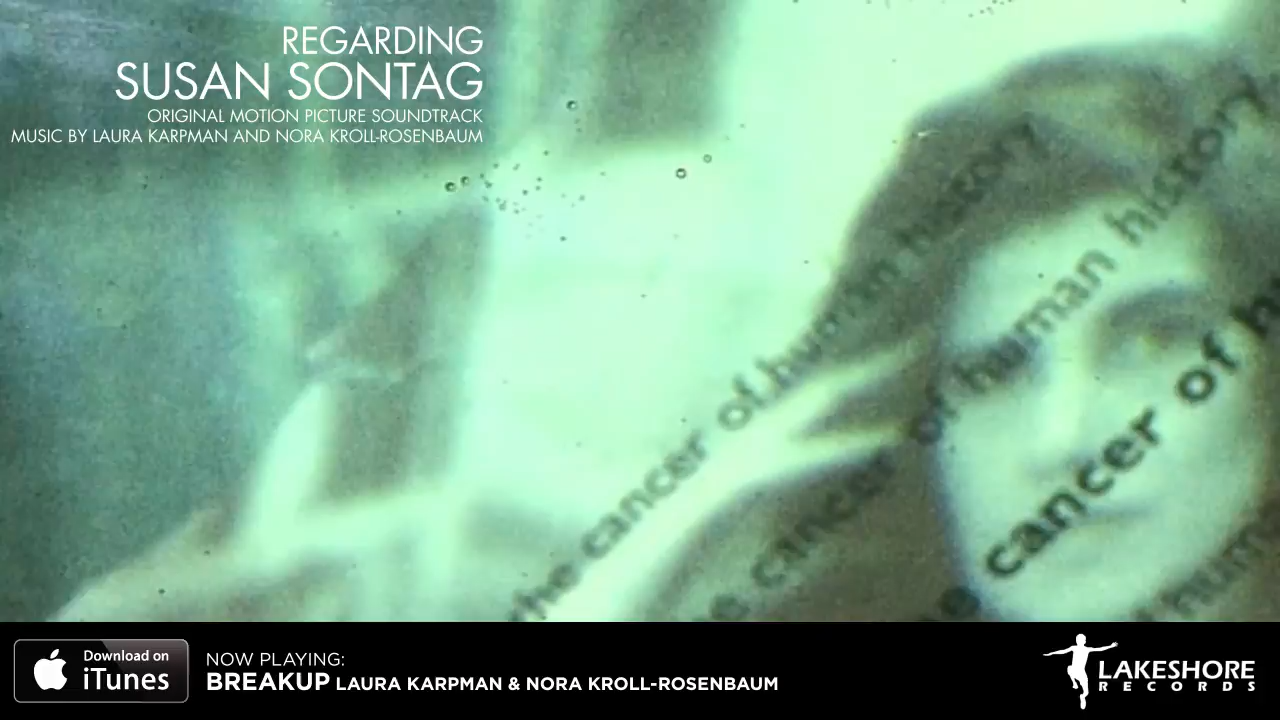 REGARDING
SUSAN SONTAG
ORIGINAL MOTION PICTURE SOUNDTRACK
MUSIC BY LAURA KARPMAN AND NORA KROLL-ROSENBAUM
the cancer of human history
cancer of human history
cancer of
human
Download on
iTunes
NOW PLAYING:
BREAKUP LAURA KARPMAN & NORA KROLL-ROSENBAUM
LAKESHORE
RECORDS